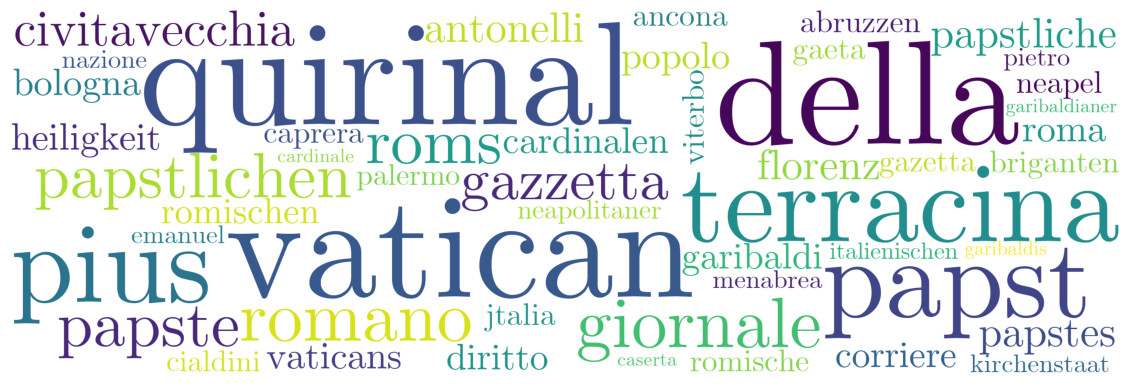 civitavecchia
antonelli
ancona
abruzzen
papstliche
nazione
quirinal
popolo
gaeta
della
pietro
bologna
neapel
viterbo
garibaldianer
heiligkeit
caprera
roms
cardinalen
roma
cardinale
florenz
gazetta
briganten
papstlichen
palermo
gazzetta
terracina
romischen
neapolitaner
emanuel
pius
vatican
garibaldi
italienischen
garibaldis
menabrea
papst
papste
romano
jtalia
giornale
papstes
cialdini
vaticans
diritto
caserta
romische
corriere
kirchenstaat